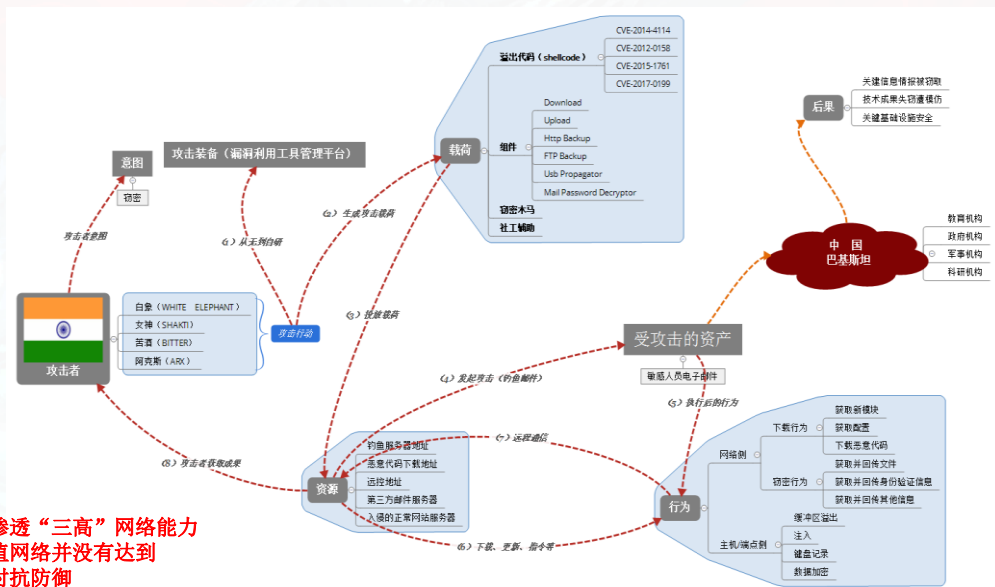 CVE-2014-4114
CVE-2012-0158
溢出代码（shellcode）
CVE-2015-1761
CVE-2017-0199
载荷
Download
Upload
Http Backup
组件
FTP Backup
Usb Propagator
Mail Password Decryptor
窃密木马
社工辅助
关建信息情报被窃取
后果
技术成果失窃遭模仿
关键基础设施安全
攻击装备（漏洞利用工具管理平台）
意图
窃密
（2）生成攻击载荷
（1）从买到自研
攻击者意图
（3）投放载荷
教育机构
政府机构
军事机构
科研机构
中 国
巴基斯坦
白象（WHITE ELEPHANT）
女神（SHAKTI）
苦酒（BITTER）
阿克斯（ARX）
攻击行动
攻击者
受攻击的资产
敏感人员电子邮件
（4）发起攻击（钓鱼邮件）
（5）执行后的行为
（7）远程通信
（8）攻击者获取成果
钓鱼服务器地址
恶意代码下载地址
远控地址
资源
第三方邮件服务器
入侵的正常网站服务器
（6）下载、更新、指令等
行为
网络侧
下载行为
获取新模块
获取配置
下载恶意代码
窃密行为
获取并回传文件
获取并回传身份验证信息
获取并回传其他信息
主机/端点侧
缓冲区溢出
注入
键盘记录
数据加密
渗透“三高”网络能力
值网络并没有达到
对抗防御